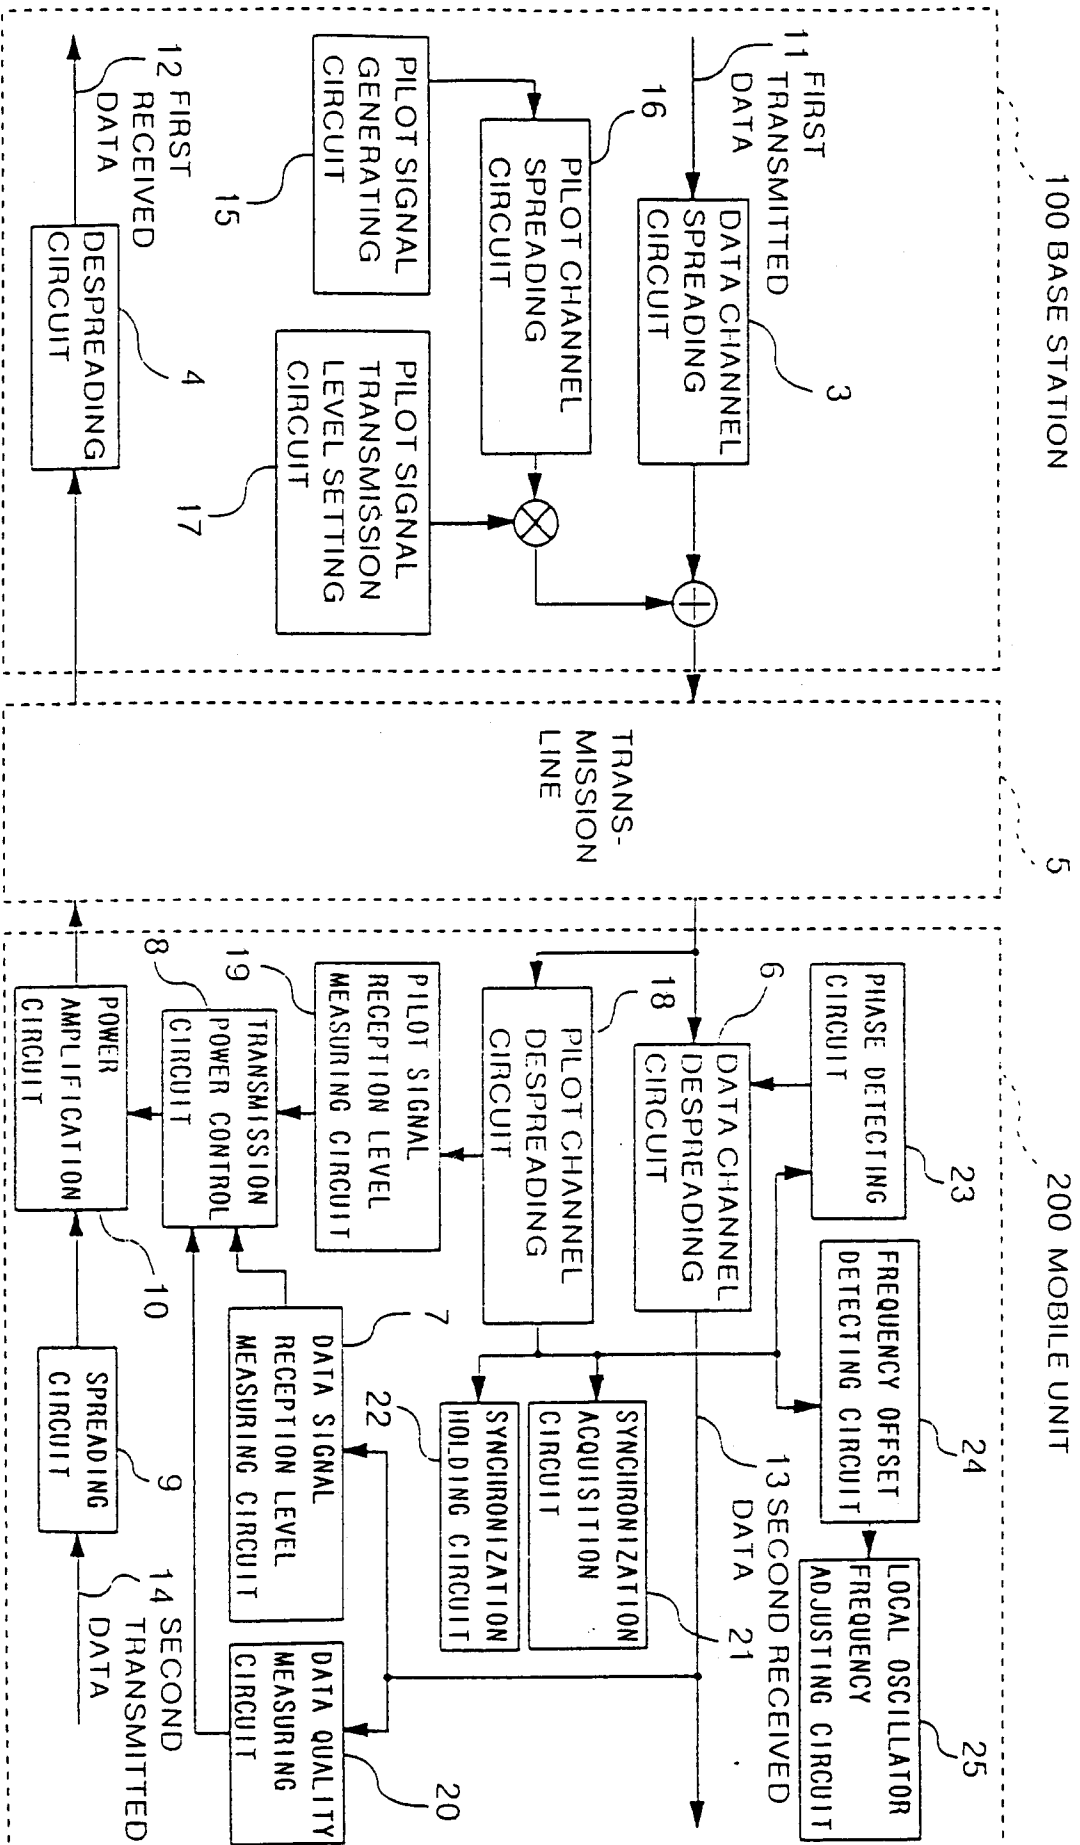 100 BASE STATION
11 FIRST
TRANSMITTED
DATA
DATA CHANNEL
SPREADING
CIRCUIT
3
16
PILOT CHANNEL
SPREADING
CIRCUIT
PILOT SIGNAL
GENERATING
CIRCUIT
15
PILOT SIGNAL
TRANSMISSION
LEVEL SETTING
CIRCUIT
17
12 FIRST
RECEIVED
DATA
DESPREADING
CIRCUIT
4
5
TRANS-
MISSION
LINE
200 MOBILE UNIT
PHASE DETECTING
CIRCUIT
23
FREQUENCY OFFSET
DETECTING CIRCUIT
24
LOCAL OSCILLATOR
FREQUENCY
ADJUSTING CIRCUIT
25
6
DATA CHANNEL
DESPREADING
CIRCUIT
13 SECOND RECEIVED
DATA
18
PILOT CHANNEL
DESPREADING
CIRCUIT
SYNCHRONIZATION
ACQUISITION
CIRCUIT
21
SYNCHRONIZATION
HOLDING CIRCUIT
22
19
PILOT SIGNAL
RECEPTION LEVEL
MEASURING CIRCUIT
7
DATA SIGNAL
RECEPTION LEVEL
MEASURING CIRCUIT
DATA QUALITY
MEASURING
CIRCUIT
20
8
TRANSMISSION
POWER CONTROL
CIRCUIT
POWER
AMPLIFICATION
CIRCUIT
10
SPREADING
CIRCUIT
9
14 SECOND
TRANSMITTED
DATA